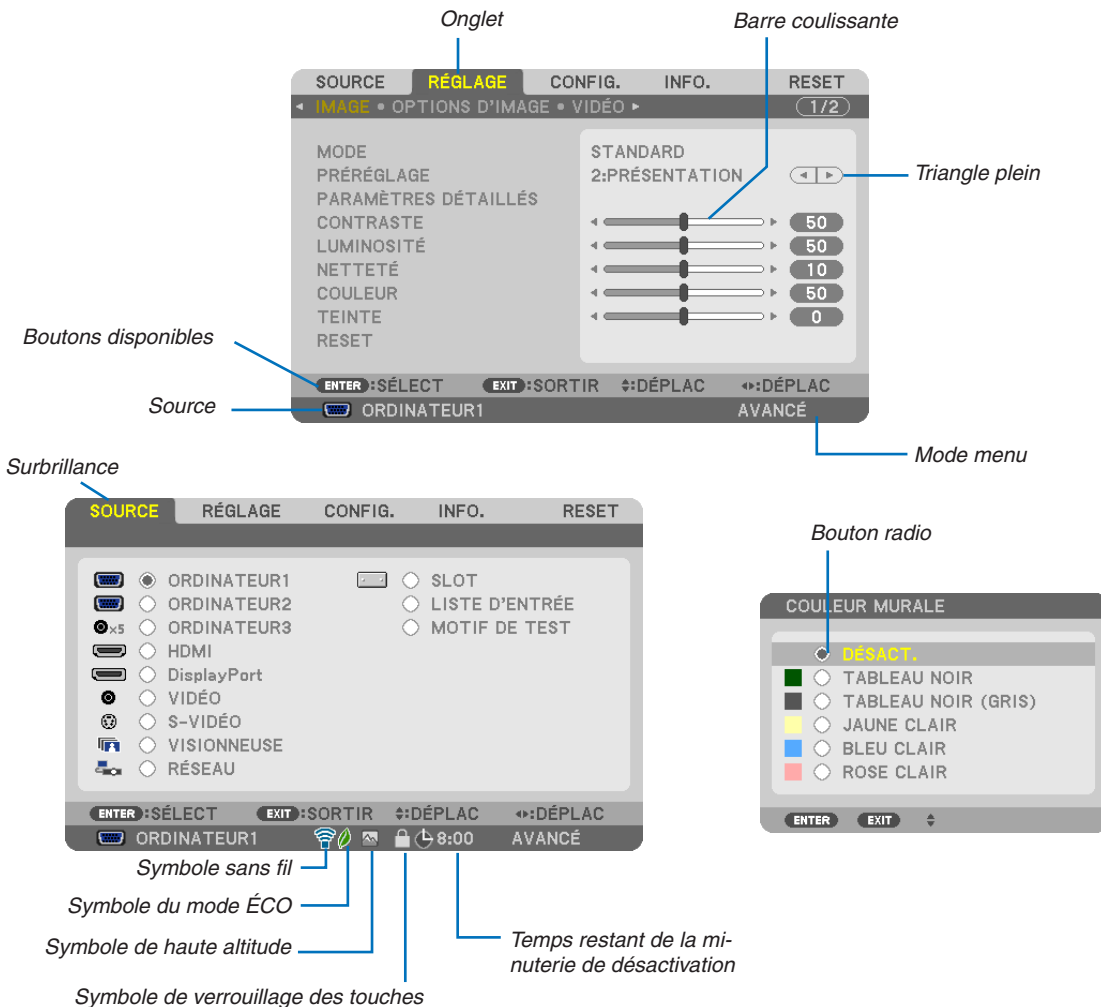 Onglet
Barre coulissante
SOURCE RÉGLAGE CONFIG. INFO. RESET
IMAGE • OPTIONS D'IMAGE • VIDÉO 1/2
MODE STANDARD
PRÉRÉGLAGE 2:PRÉSENTATION
Triangle plein
PARAMÈTRES DÉTAILLÉS
CONTRASTE 50
LUMINOSITÉ 50
NETTETÉ 10
COULEUR 50
TEINTE 0
RESET
Boutons disponibles
ENTER:SÉLECT EXIT:SORTIR :DÉPLAC :DÉPLAC
Source
ORDINATEUR1 AVANCÉ
Mode menu
Surbrillance
SOURCE RÉGLAGE CONFIG. INFO. RESET
ORDINATEUR1 SLOT
ORDINATEUR2 LISTE D'ENTRÉE
×5 ORDINATEUR3 MOTIF DE TEST
HDMI
DisplayPort
VIDÉO
S-VIDÉO
VISIONNEUSE
RÉSEAU
ENTER:SÉLECT EXIT:SORTIR :DÉPLAC :DÉPLAC
ORDINATEUR1 8:00 AVANCÉ
Bouton radio
COULEUR MURALE
DÉSACT.
TABLEAU NOIR
TABLEAU NOIR (GRIS)
JAUNE CLAIR
BLEU CLAIR
ROSE CLAIR
ENTER EXIT
Symbole sans fil
Symbole du mode ÉCO
Symbole de haute altitude
Temps restant de la mi-
nuterie de désactivation
Symbole de verrouillage des touches